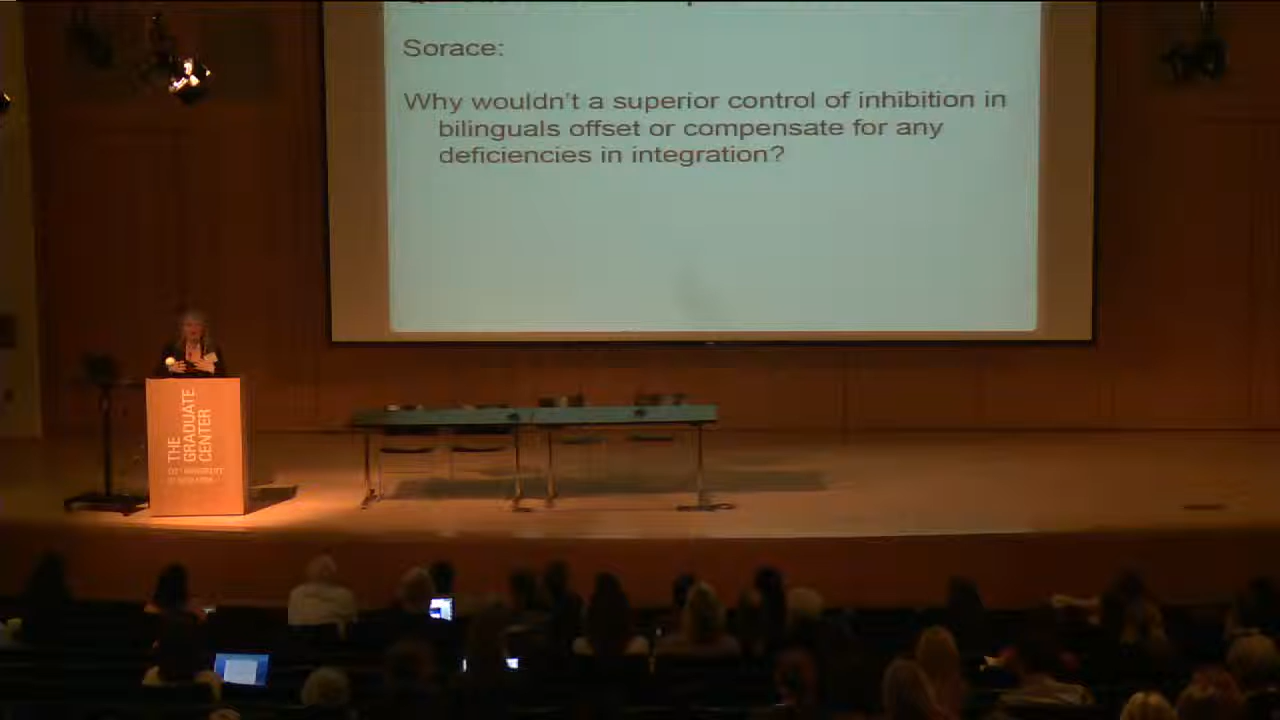 Sorace:
Why wouldn't a superior control of inhibition in
bilinguals offset or compensate for any
deficiencies in integration?
THE
GRADUATE
CENTER